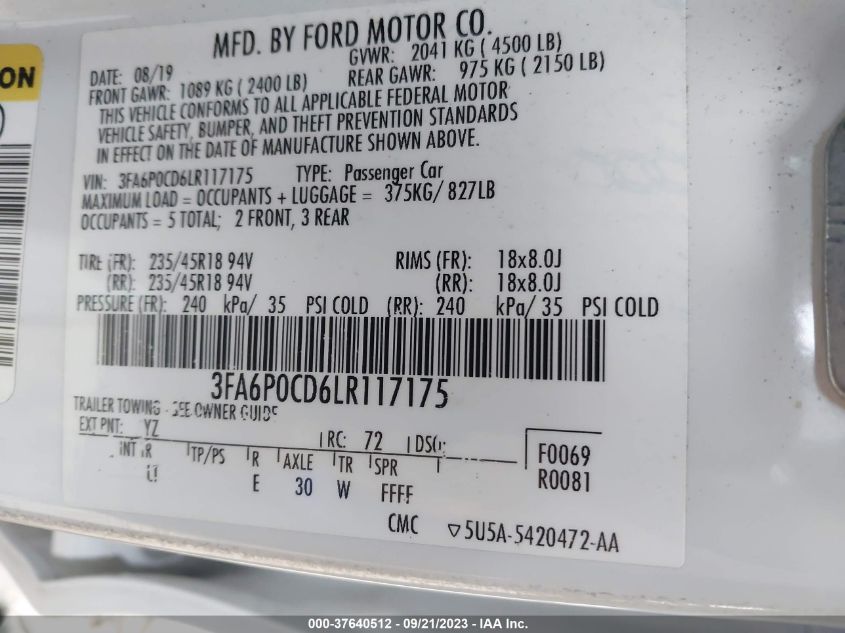 ON
MFD. BY FORD MOTOR CO.
DATE: 08/19 GVWR: 2041 KG ( 4500 LB)
FRONT GAWR: 1089 KG ( 2400 LB) REAR GAWR: 975 KG ( 2150 LB)
THIS VEHICLE CONFORMS TO ALL APPLICABLE FEDERAL MOTOR
VEHICLE SAFETY, BUMPER, AND THEFT PREVENTION STANDARDS
IN EFFECT ON THE DATE OF MANUFACTURE SHOWN ABOVE.
VIN: 3FA6P0CD6LR117175 TYPE: Passenger Car
MAXIMUM LOAD = OCCUPANTS + LUGGAGE = 375KG/ 827LB
OCCUPANTS = 5 TOTAL; 2 FRONT, 3 REAR
TIRE (FR): 235/45R18 94V RIMS (FR): 18x8.0J
(RR): 235/45R18 94V (RR): 18x8.0J
PRESSURE (FR): 240 kPa/ 35 PSI COLD (RR): 240 kPa/ 35 PSI COLD
3FA6P0CD6LR117175
TRAILER TOWING - SEE OWNER GUIDE
EXT PNT: YZ RC: 72 DSO: F0069
INT TR TP/PS R AXLE TR SPR R0081
E 30 W FFFF
CMC ▽5U5A-5420472-AA
000-37640512 - 09/21/2023 - IAA Inc.